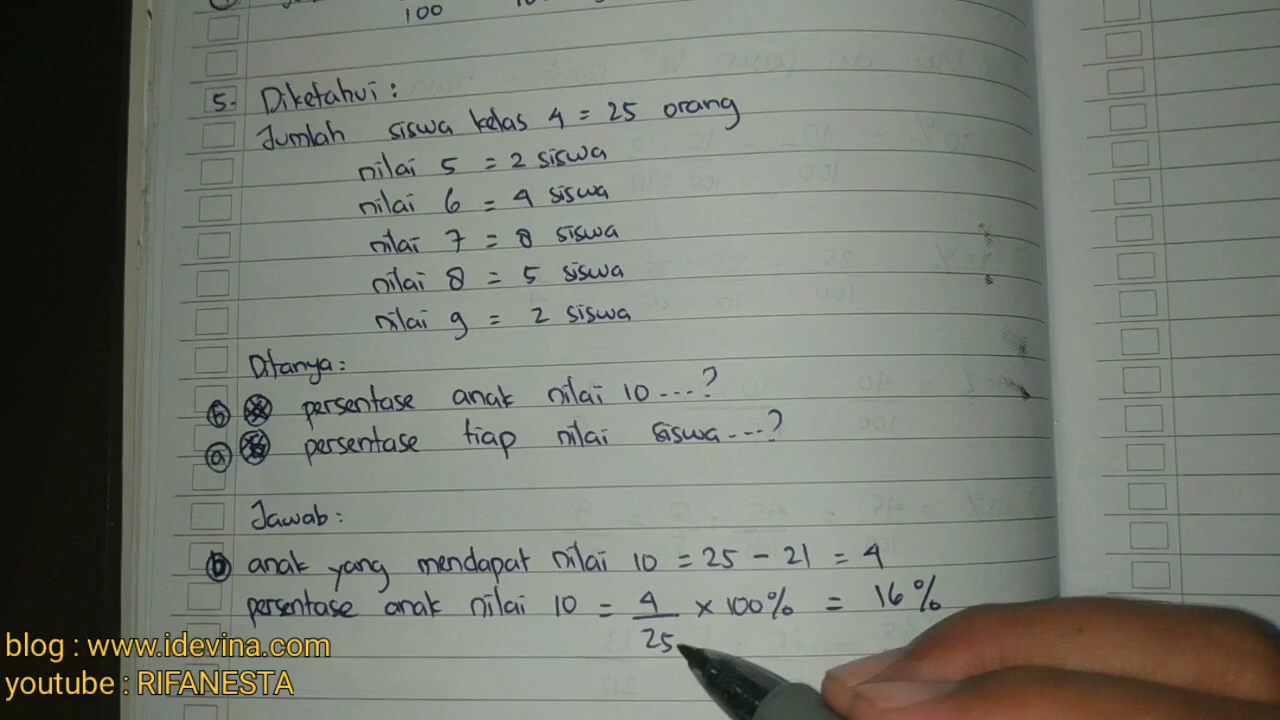 100
5. Diketahui :
Jumlah siswa kelas 4 = 25 orang
nilai 5 = 2 siswa
nilai 6 = 4 siswa
nilai 7 = 8 siswa
nilai 8 = 5 siswa
nilai 9 = 2 siswa
Ditanya :
b persentase anak nilai 10 ---- ?
a persentase tiap nilai siswa ---- ?
Jawab :
b anak yang mendapat nilai 10 = 25 - 21 = 4
persentase anak nilai 10 = 4/25 x 100% = 16%
blog : www.idevina.com
youtube : RIFANESTA